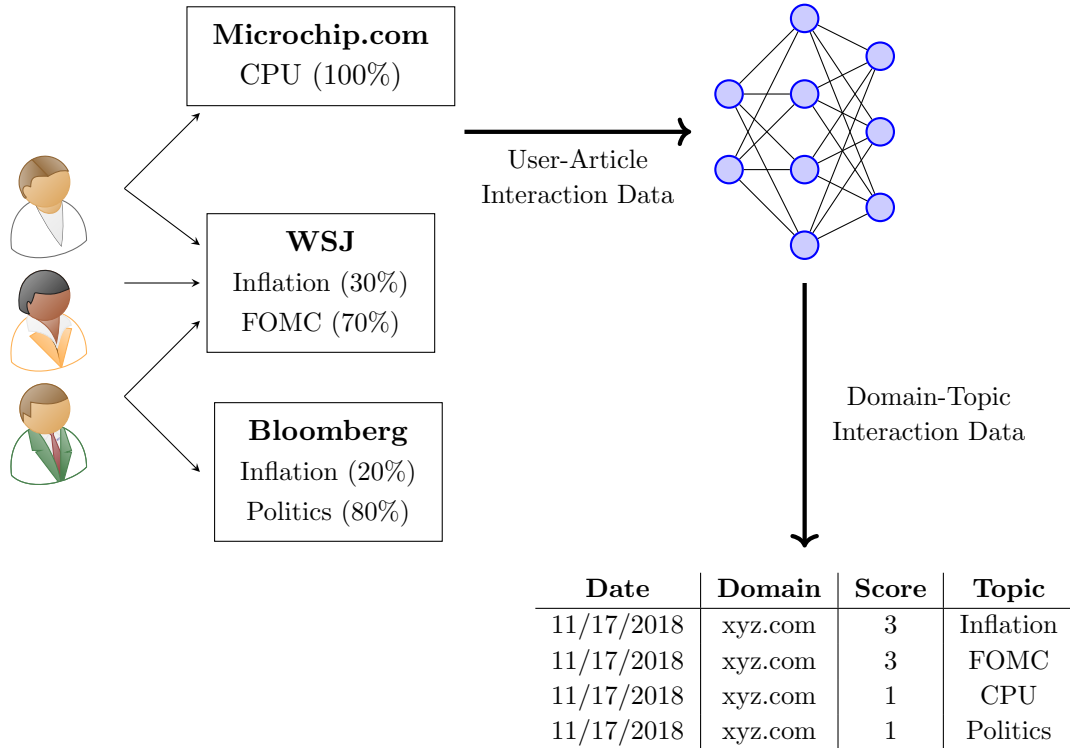 Microchip.com
CPU (100%)
WSJ
Inflation (30%)
FOMC (70%)
Bloomberg
Inflation (20%)
Politics (80%)
User-Article
Interaction Data
Domain-Topic
Interaction Data
Date Domain Score Topic
11/17/2018 xyz.com 3 Inflation
11/17/2018 xyz.com 3 FOMC
11/17/2018 xyz.com 1 CPU
11/17/2018 xyz.com 1 Politics